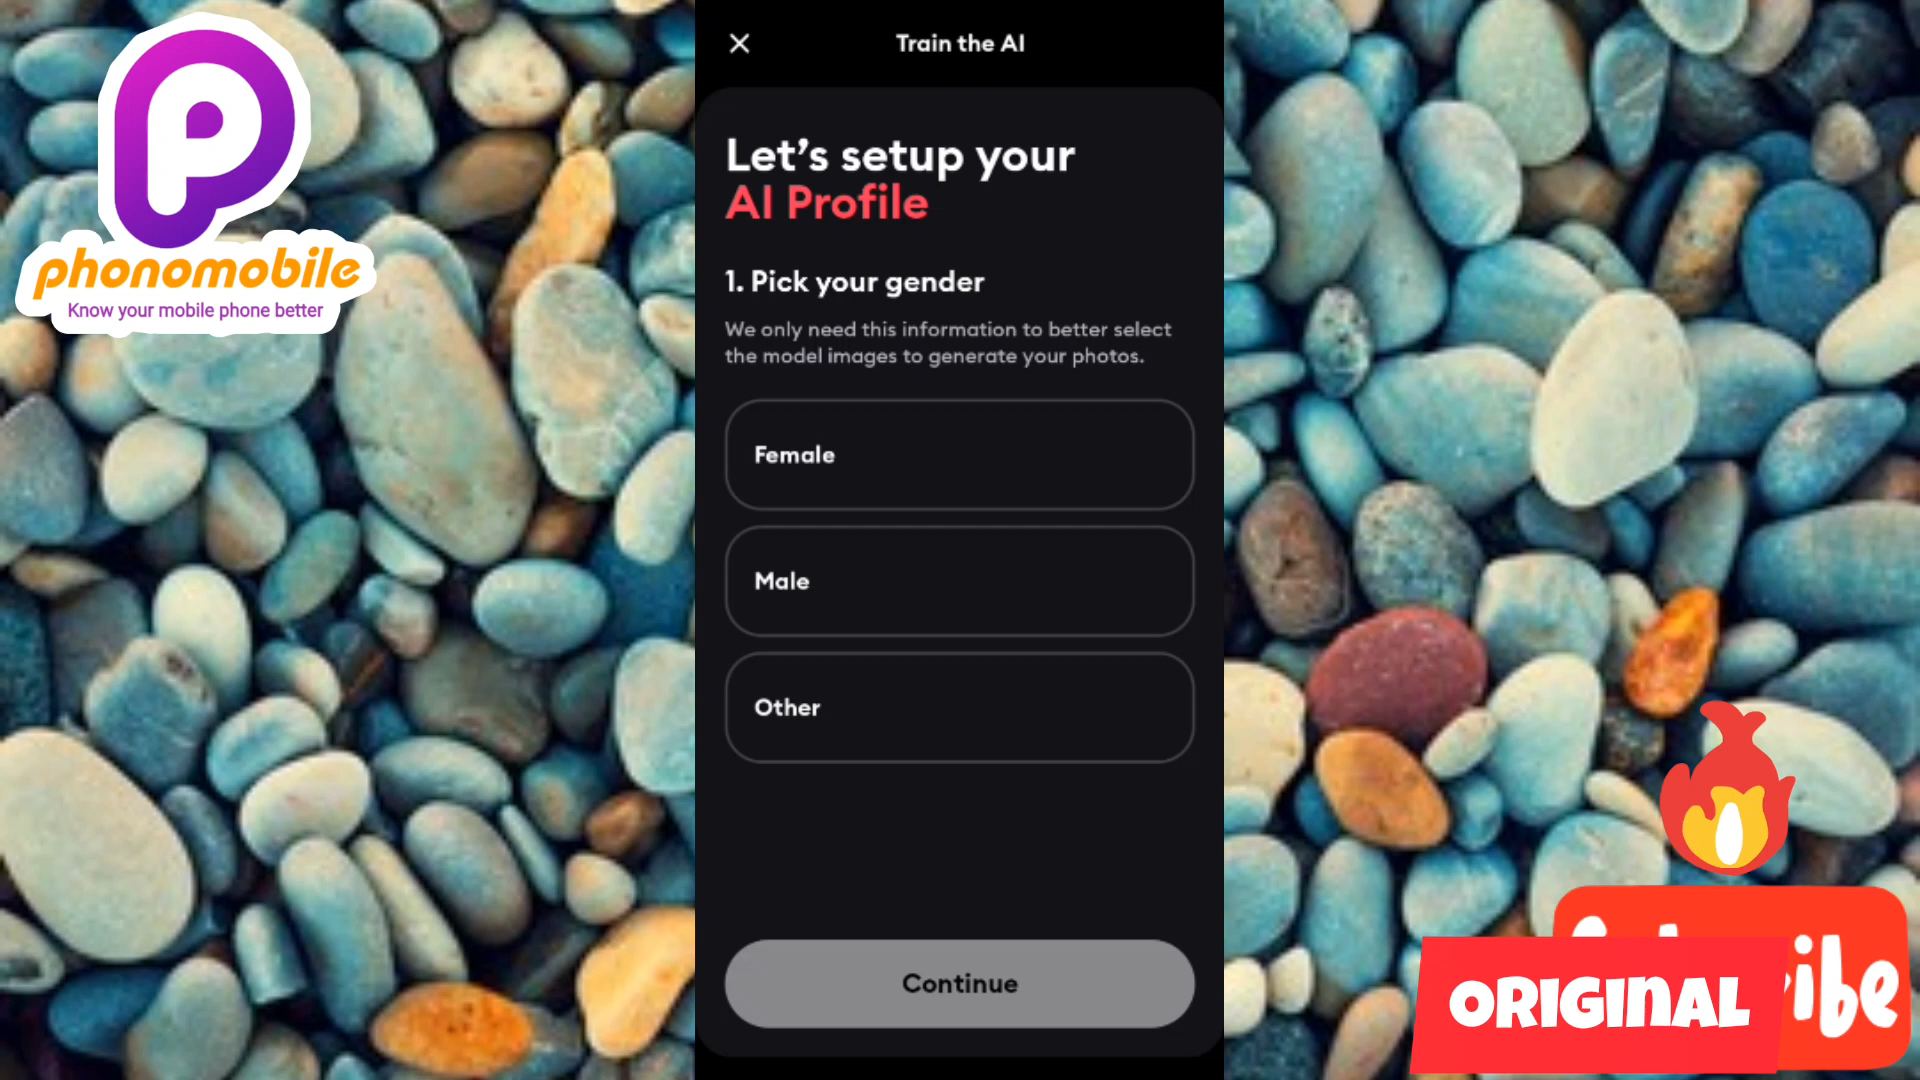 phonomobile
Know your mobile phone better
Train the AI
Let's setup your
AI Profile
1. Pick your gender
We only need this information to better select
the model images to generate your photos.
Female
Male
Other
Continue
ORIGINAL